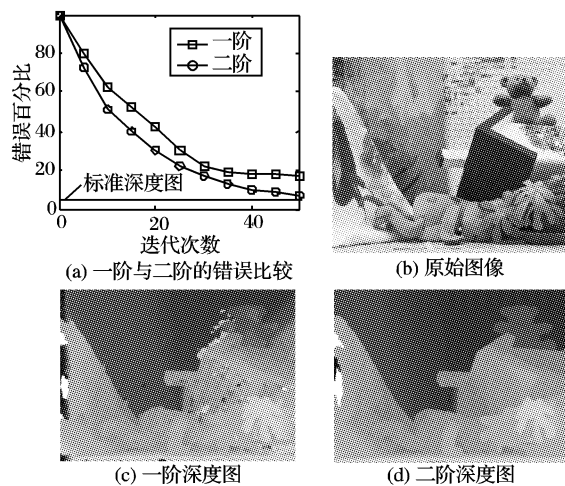 80
60
40
20
0
错误百分比
一阶
二阶
标准深度图
0
20
40
迭代次数
(a) 一阶与二阶的错误比较
(b) 原始图像
(c) 一阶深度图
(d) 二阶深度图